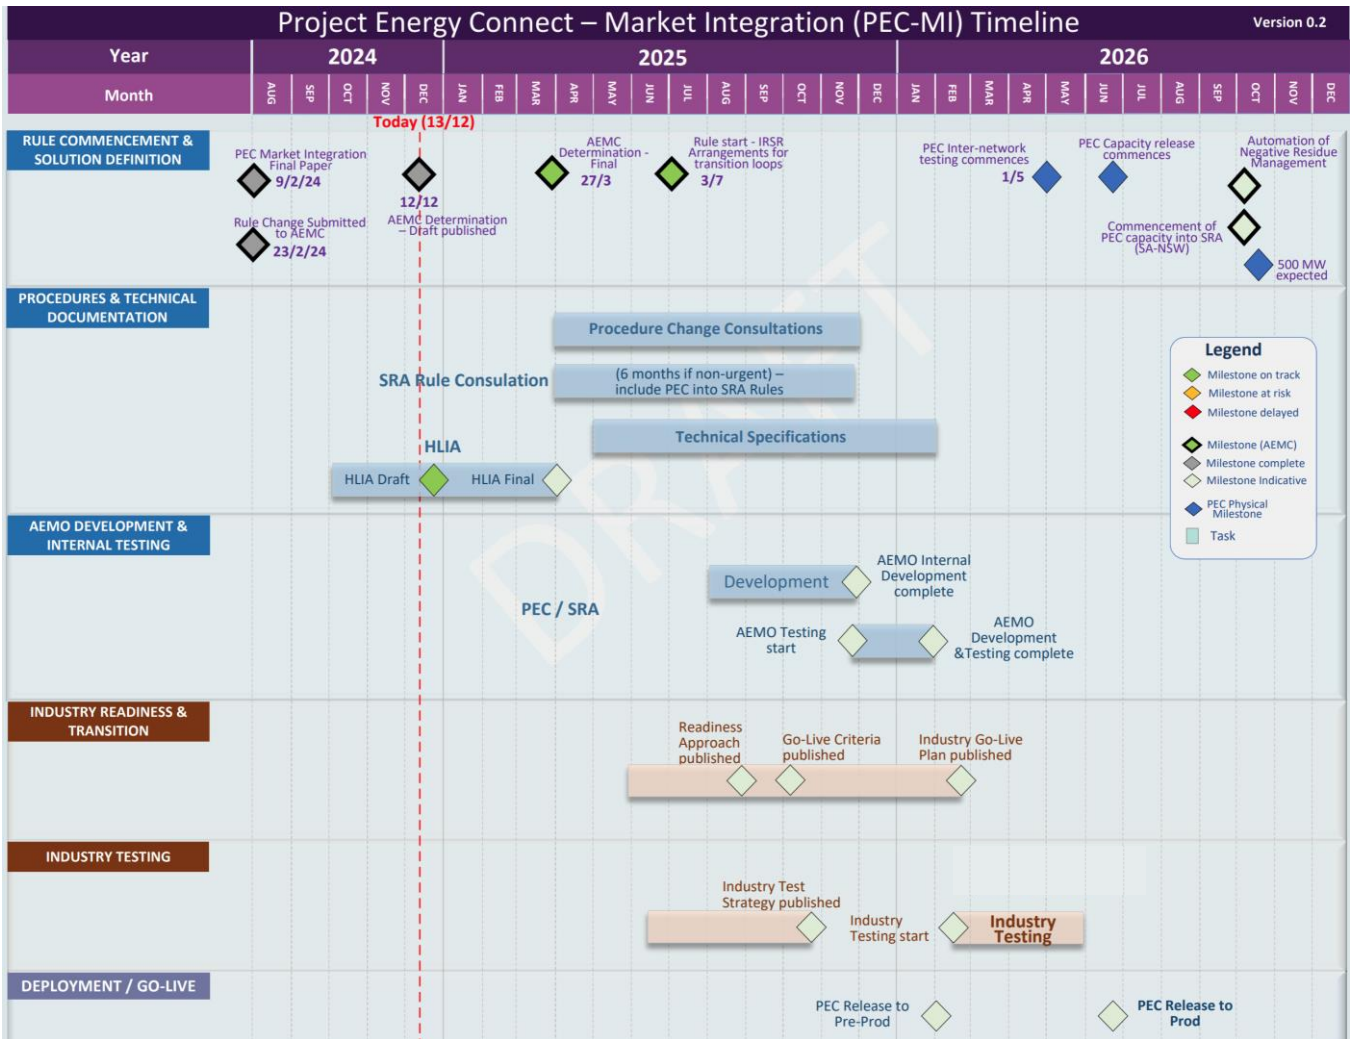 Project Energy Connect – Market Integration (PEC-MI) Timeline
Version 0.2
Year
2024
2025
2026
Month
AUG SEP OCT NOV DEC JAN FEB MAR APR MAY JUN JUL AUG SEP OCT NOV DEC JAN FEB MAR APR MAY JUN JUL AUG SEP OCT NOV DEC
Today (13/12)
RULE COMMENCEMENT &
SOLUTION DEFINITION
PEC Market Integration
Final Paper
9/2/24
Rule Change Submitted
to AEMC
23/2/24
12/12
AEMC Determination
– Draft published
AEMC
Determination -
Final
27/3
Rule start - IRSR
Arrangements for
transition loops
3/7
PEC Inter-network
testing commences
1/5
PEC Capacity release
commences
Automation of
Negative Residue
Management
Commencement of
PEC capacity into SRA
(SA-NSW)
500 MW
expected
PROCEDURES & TECHNICAL
DOCUMENTATION
Procedure Change Consultations
SRA Rule Consulation
(6 months if non-urgent) –
include PEC into SRA Rules
Technical Specifications
HLIA
HLIA Draft
HLIA Final
Legend
Milestone on track
Milestone at risk
Milestone delayed
Milestone (AEMC)
Milestone complete
Milestone Indicative
PEC Physical
Milestone
Task
DRAFT
AEMO DEVELOPMENT &
INTERNAL TESTING
Development
AEMO Internal
Development
complete
PEC / SRA
AEMO Testing
start
AEMO
Development
&Testing complete
INDUSTRY READINESS &
TRANSITION
Readiness
Approach
published
Go-Live Criteria
published
Industry Go-Live
Plan published
INDUSTRY TESTING
Industry Test
Strategy published
Industry
Testing start
Industry
Testing
DEPLOYMENT / GO-LIVE
PEC Release to
Pre-Prod
PEC Release to
Prod